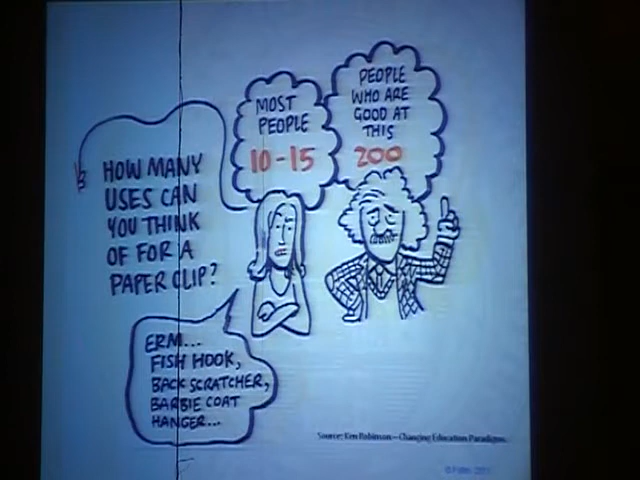 HOW MANY
USES CAN
YOU THINK
OF FOR A
PAPER CLIP?
MOST
PEOPLE
10-15
PEOPLE
WHO ARE
GOOD AT
THIS
200
ERM...
FISH HOOK,
BACK SCRATCHER,
BARBIE COAT
HANGER...
Source: Ken Robinson – Changing Education Paradigms.